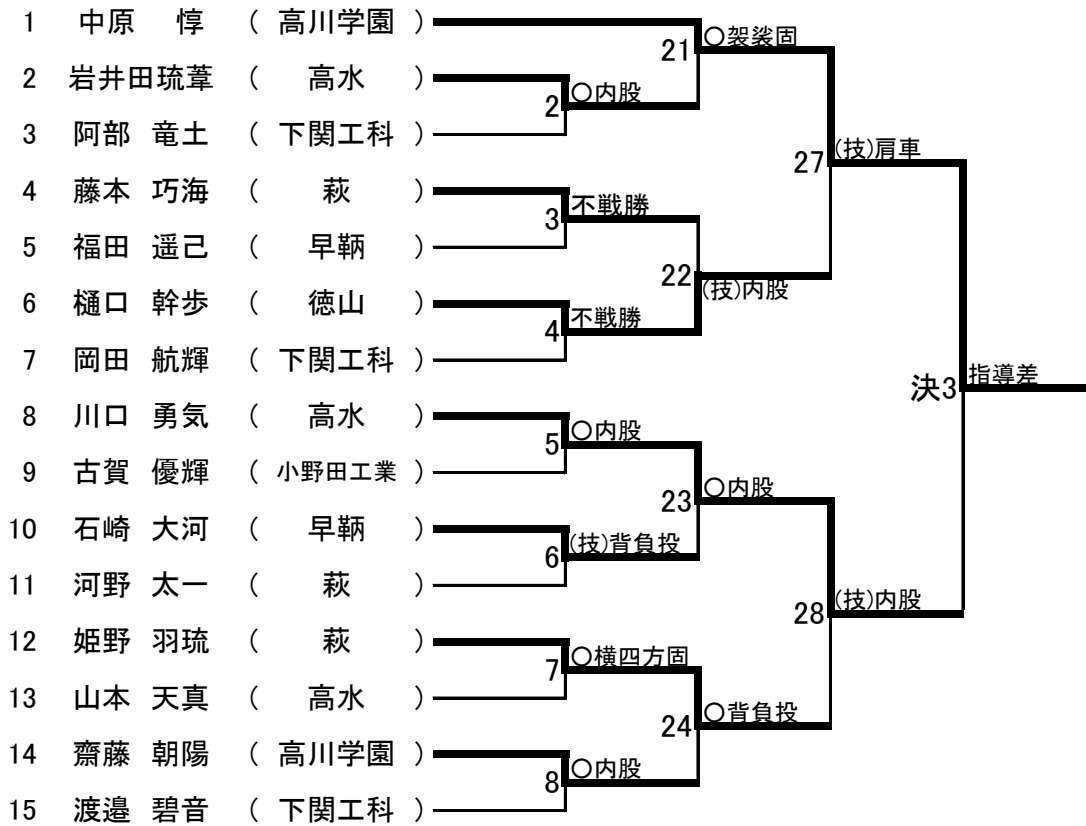 1 中原 惇 ( 高川学園 )
21 〇袈裟固
2 岩井田琉葦 ( 高水 )
2 〇内股
3 阿部 竜士 ( 下関工科 )
27 (技)肩車
4 藤本 巧海 ( 萩 )
3 不戦勝
5 福田 遥己 ( 早鞆 )
22 (技)内股
6 樋口 幹歩 ( 徳山 )
4 不戦勝
7 岡田 航輝 ( 下関工科 )
決3 指導差
8 川口 勇気 ( 高水 )
5 〇内股
9 古賀 優輝 ( 小野田工業 )
23 〇内股
10 石崎 大河 ( 早鞆 )
6 (技)背負投
11 河野 太一 ( 萩 )
28 (技)内股
12 姫野 羽琉 ( 萩 )
7 〇横四方固
13 山本 天真 ( 高水 )
24 〇背負投
14 齋藤 朝陽 ( 高川学園 )
8 〇内股
15 渡邉 碧音 ( 下関工科 )